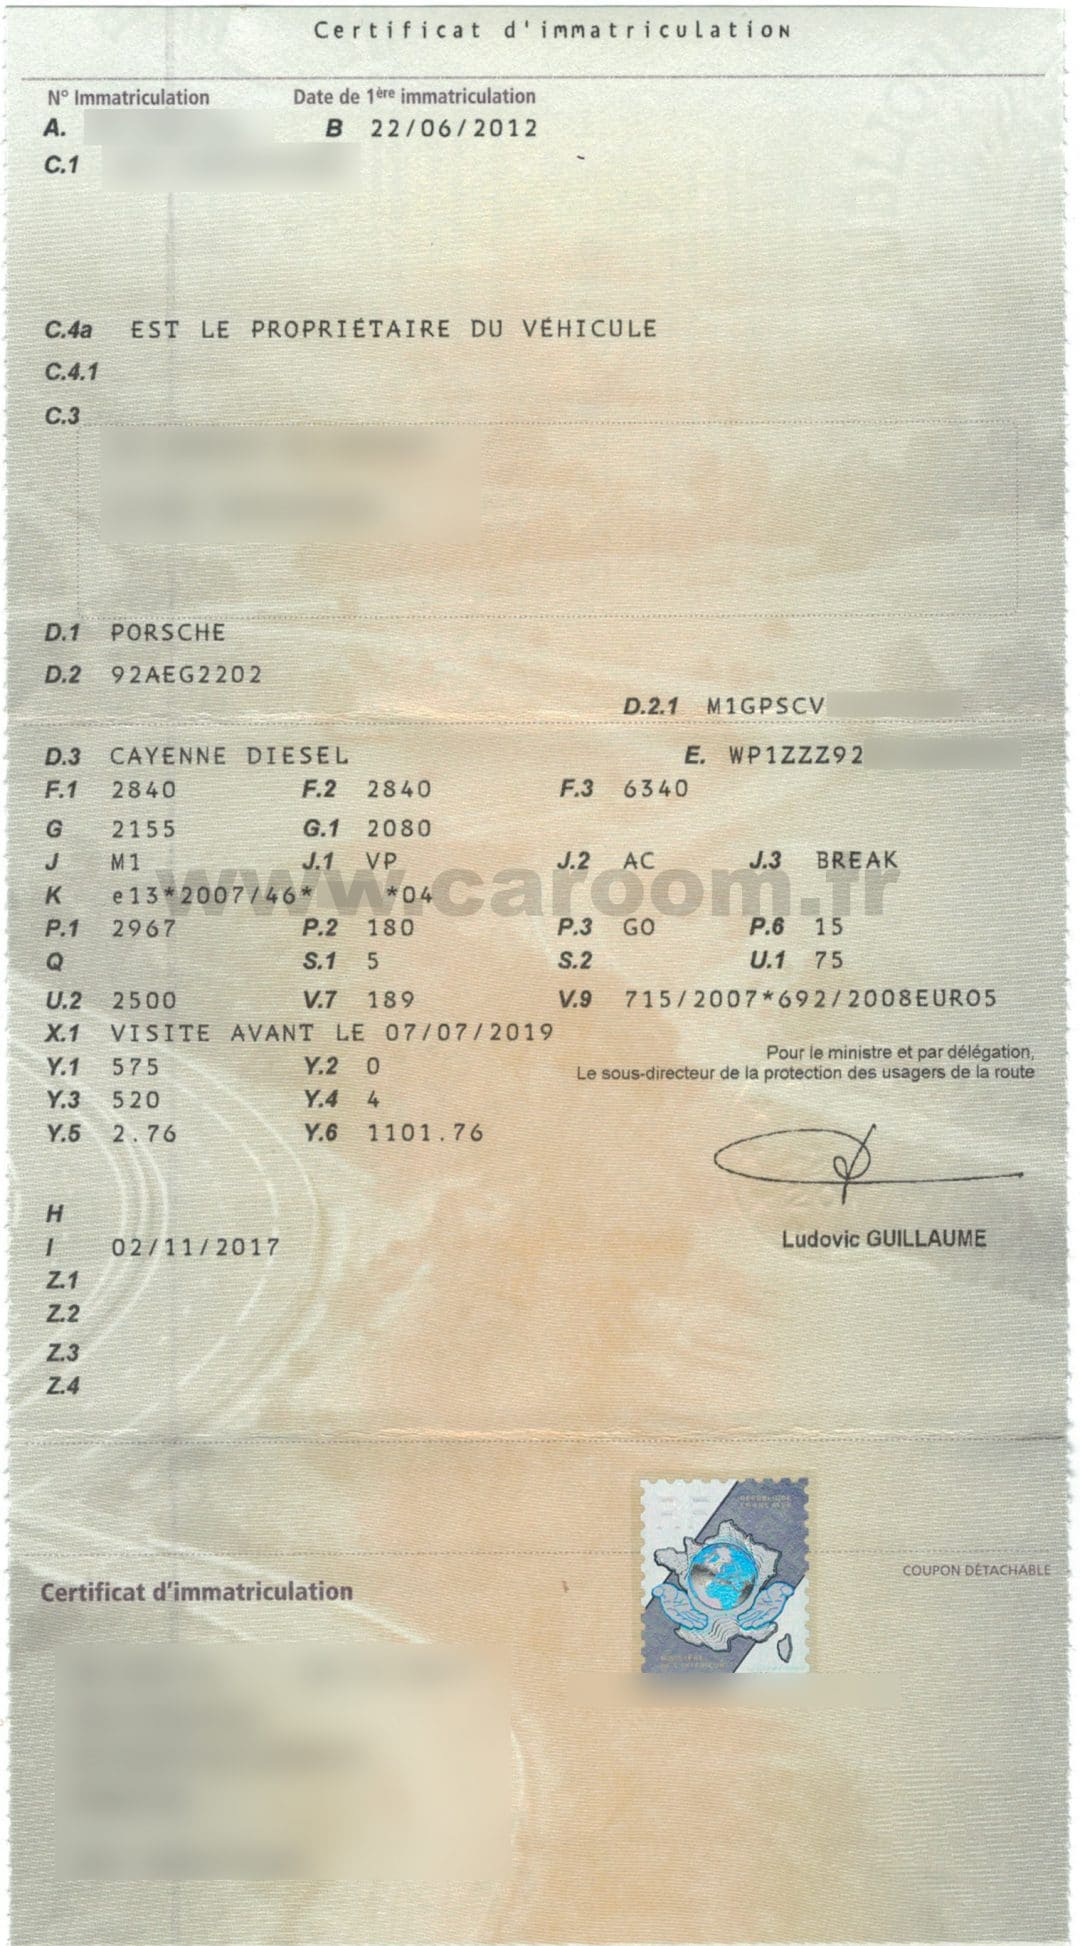 Certificat d'immatriculation
N° Immatriculation Date de 1ère immatriculation
A. B 22/06/2012
C.1
C.4a EST LE PROPRIÉTAIRE DU VÉHICULE
C.4.1
C.3
D.1 PORSCHE
D.2 92AEG2202
D.2.1 M1GPSCV
D.3 CAYENNE DIESEL E. WP1ZZZ92
F.1 2840 F.2 2840 F.3 6340
G 2155 G.1 2080
J M1 J.1 VP J.2 AC J.3 BREAK
www.caroom.fr
K e13*2007/46* *04
P.1 2967 P.2 180 P.3 GO P.6 15
Q S.1 5 S.2 U.1 75
U.2 2500 V.7 189 V.9 715/2007*692/2008EURO5
X.1 VISITE AVANT LE 07/07/2019
Pour le ministre et par délégation,
Y.1 575 Y.2 0
Le sous-directeur de la protection des usagers de la route
Y.3 520 Y.4 4
Y.5 2.76 Y.6 1101.76
H
Ludovic GUILLAUME
I 02/11/2017
Z.1
Z.2
Z.3
Z.4
COUPON DÉTACHABLE
Certificat d'immatriculation